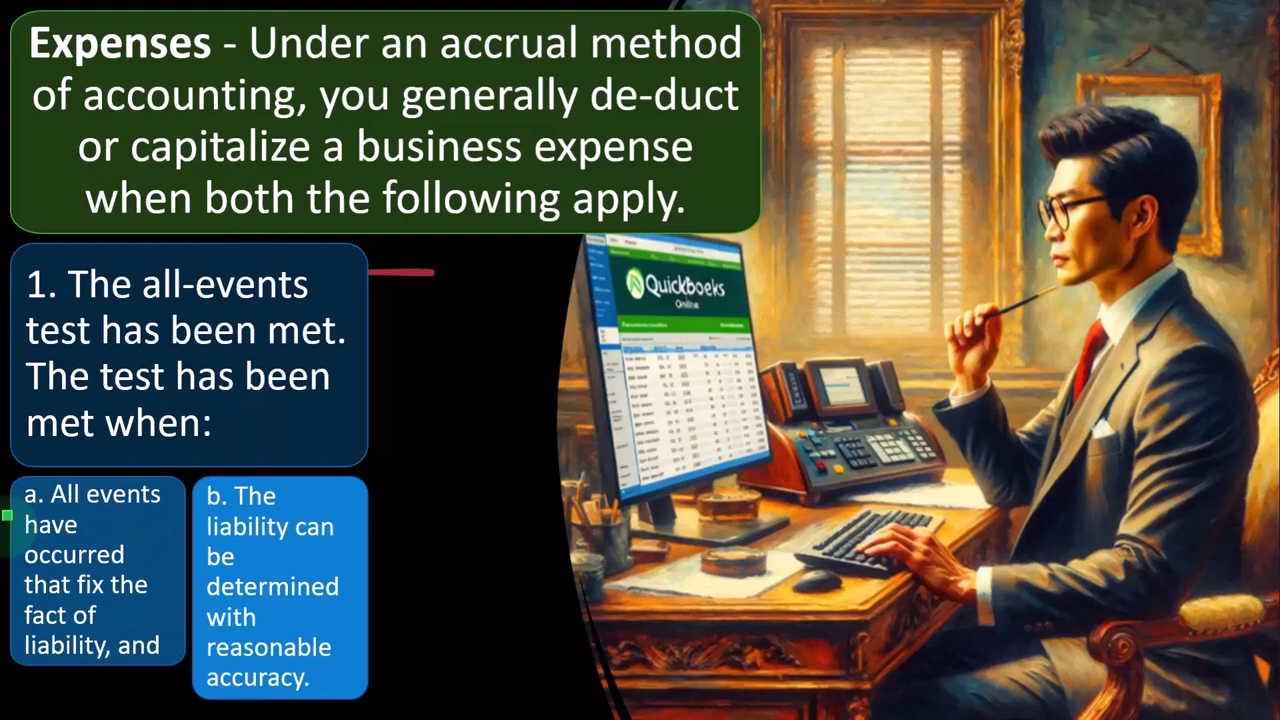 Expenses - Under an accrual method
of accounting, you generally de-duct
or capitalize a business expense
when both the following apply.
1. The all-events
test has been met.
The test has been
met when:
a. All events
have
occurred
that fix the
fact of
liability, and
b. The
liability can
be
determined
with
reasonable
accuracy.
Quickboeks
Online